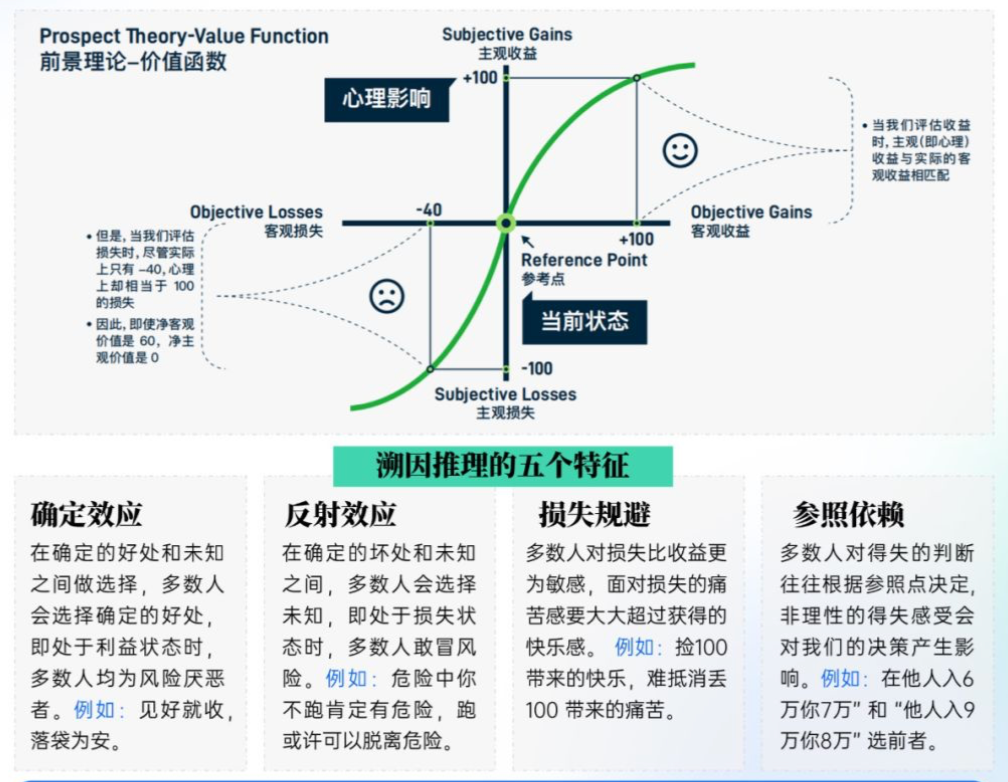 Prospect Theory-Value Function
前景理论–价值函数
Subjective Gains
主观收益
+100
心理影响
当我们评估收益
时, 主观(即心理)
收益与实际的客
观收益相匹配
Objective Losses
客观损失
-40
+100
Objective Gains
客观收益
Reference Point
参考点
当前状态
• 但是, 当我们评估
损失时, 尽管实际
上只有 –40, 心理
上却相当于 100
的损失
• 因此, 即使净客观
价值是 60, 净主
观价值是 0
-100
Subjective Losses
主观损失
溯因推理的五个特征
确定效应
在确定的好处和未知
之间做选择，多数人
会选择确定的好处，
即处于利益状态时，
多数人均为风险厌恶
者。例如：见好就收，
落袋为安。
反射效应
在确定的坏处和未知
之间，多数人会选择
未知，即处于损失状
态时，多数人敢冒风
险。例如：危险中你
不跑肯定有危险，跑
或许可以脱离危险。
损失规避
多数人对损失比收益更
为敏感，面对损失的痛
苦感要大大超过获得的
快乐感。 例如：捡100
带来的快乐，难抵消丢
100 带来的痛苦。
参照依赖
多数人对得失的判断
往往根据参照点决定，
非理性的得失感受会
对我们的决策产生影
响。例如：在他人入6
万你7万” 和 “他人入9
万你8万” 选前者。